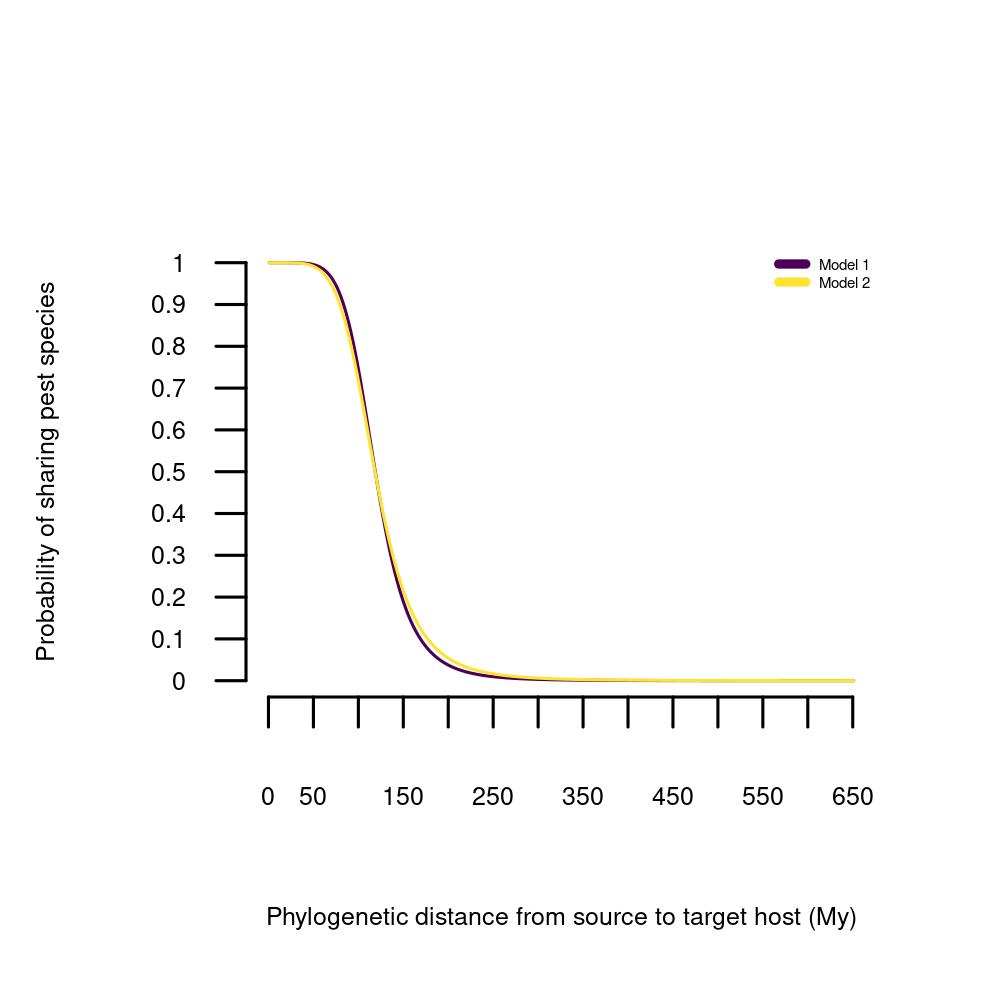 Model 1
Model 2
Probability of sharing pest species
1
0.9
0.8
0.7
0.6
0.5
0.4
0.3
0.2
0.1
0
0 50 150 250 350 450 550 650
Phylogenetic distance from source to target host (My)